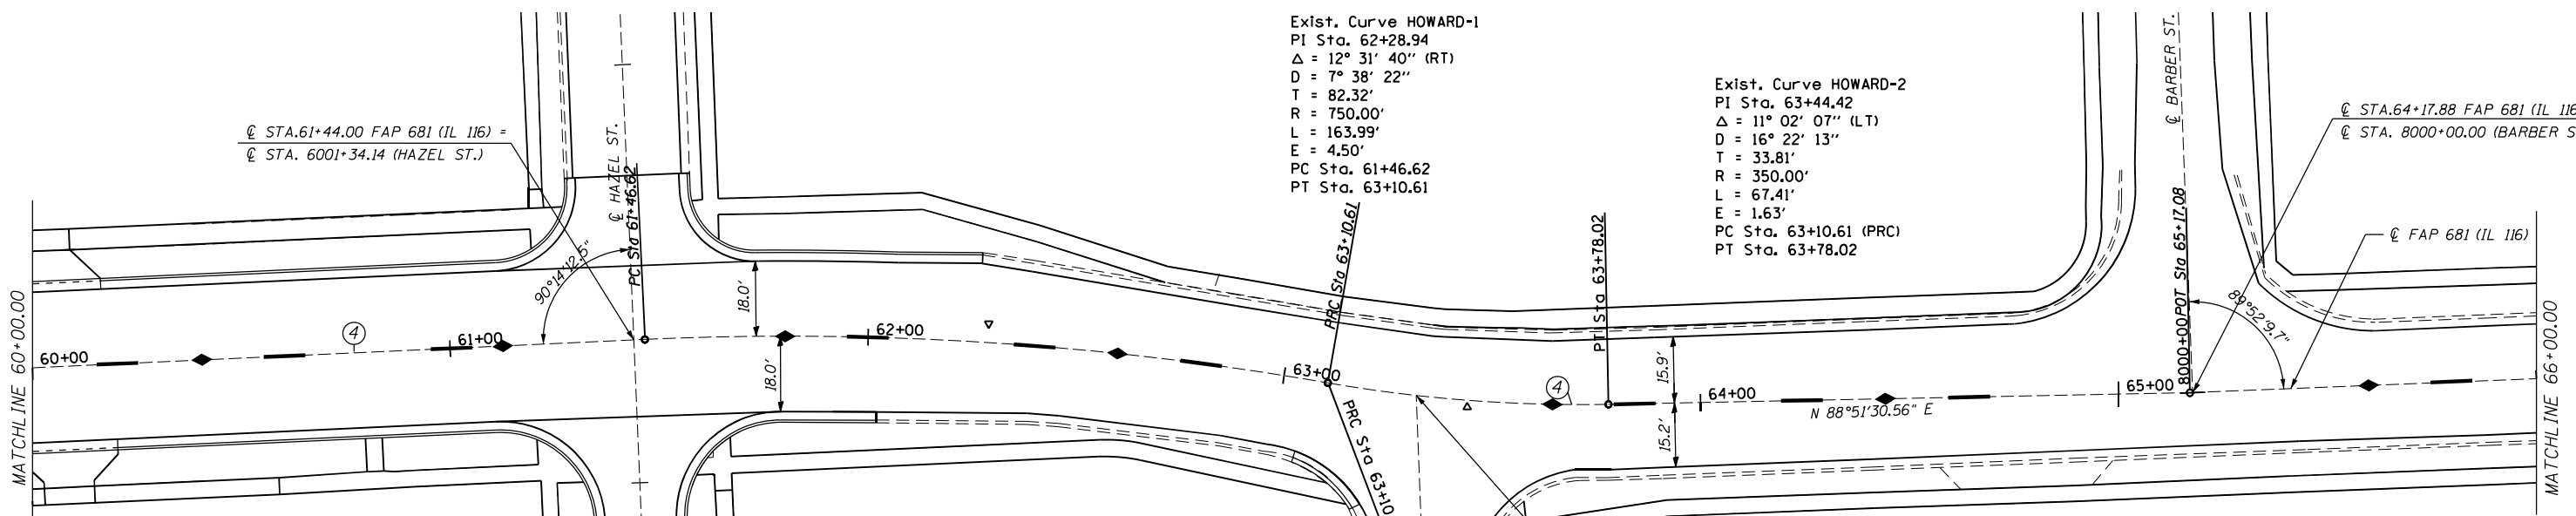 Exist. Curve HOWARD-1
PI Sta. 62+28.94
Δ = 12° 31' 40'' (RT)
D = 7° 38' 22''
T = 82.32'
R = 750.00'
L = 163.99'
E = 4.50'
PC Sta. 61+46.62
PT Sta. 63+10.61
Exist. Curve HOWARD-2
PI Sta. 63+44.42
Δ = 11° 02' 07'' (LT)
D = 16° 22' 13''
T = 33.81'
R = 350.00'
L = 67.41'
E = 1.63'
PC Sta. 63+10.61 (PRC)
PT Sta. 63+78.02
℄ STA.61+44.00 FAP 681 (IL 116) =
℄ STA. 6001+34.14 (HAZEL ST.)
℄ HAZEL ST.
PC Sta 61+46.62
90°14'12.5"
℄ BARBER ST.
℄ STA.64+17.88 FAP 681 (IL 116
℄ STA. 8000+00.00 (BARBER S
PRC Sta 63+10.61
PT Sta 63+78.02
8000+00POT Sta 65+17.08
℄ FAP 681 (IL 116)
89°52'9.7"
MATCHLINE 60+00.00
60+00
4
61+00
18.0'
18.0'
62+00
63+00
PRC Sta 63+10
4
15.9'
15.2'
64+00
N 88°51'30.56" E
65+00
MATCHLINE 66+00.00